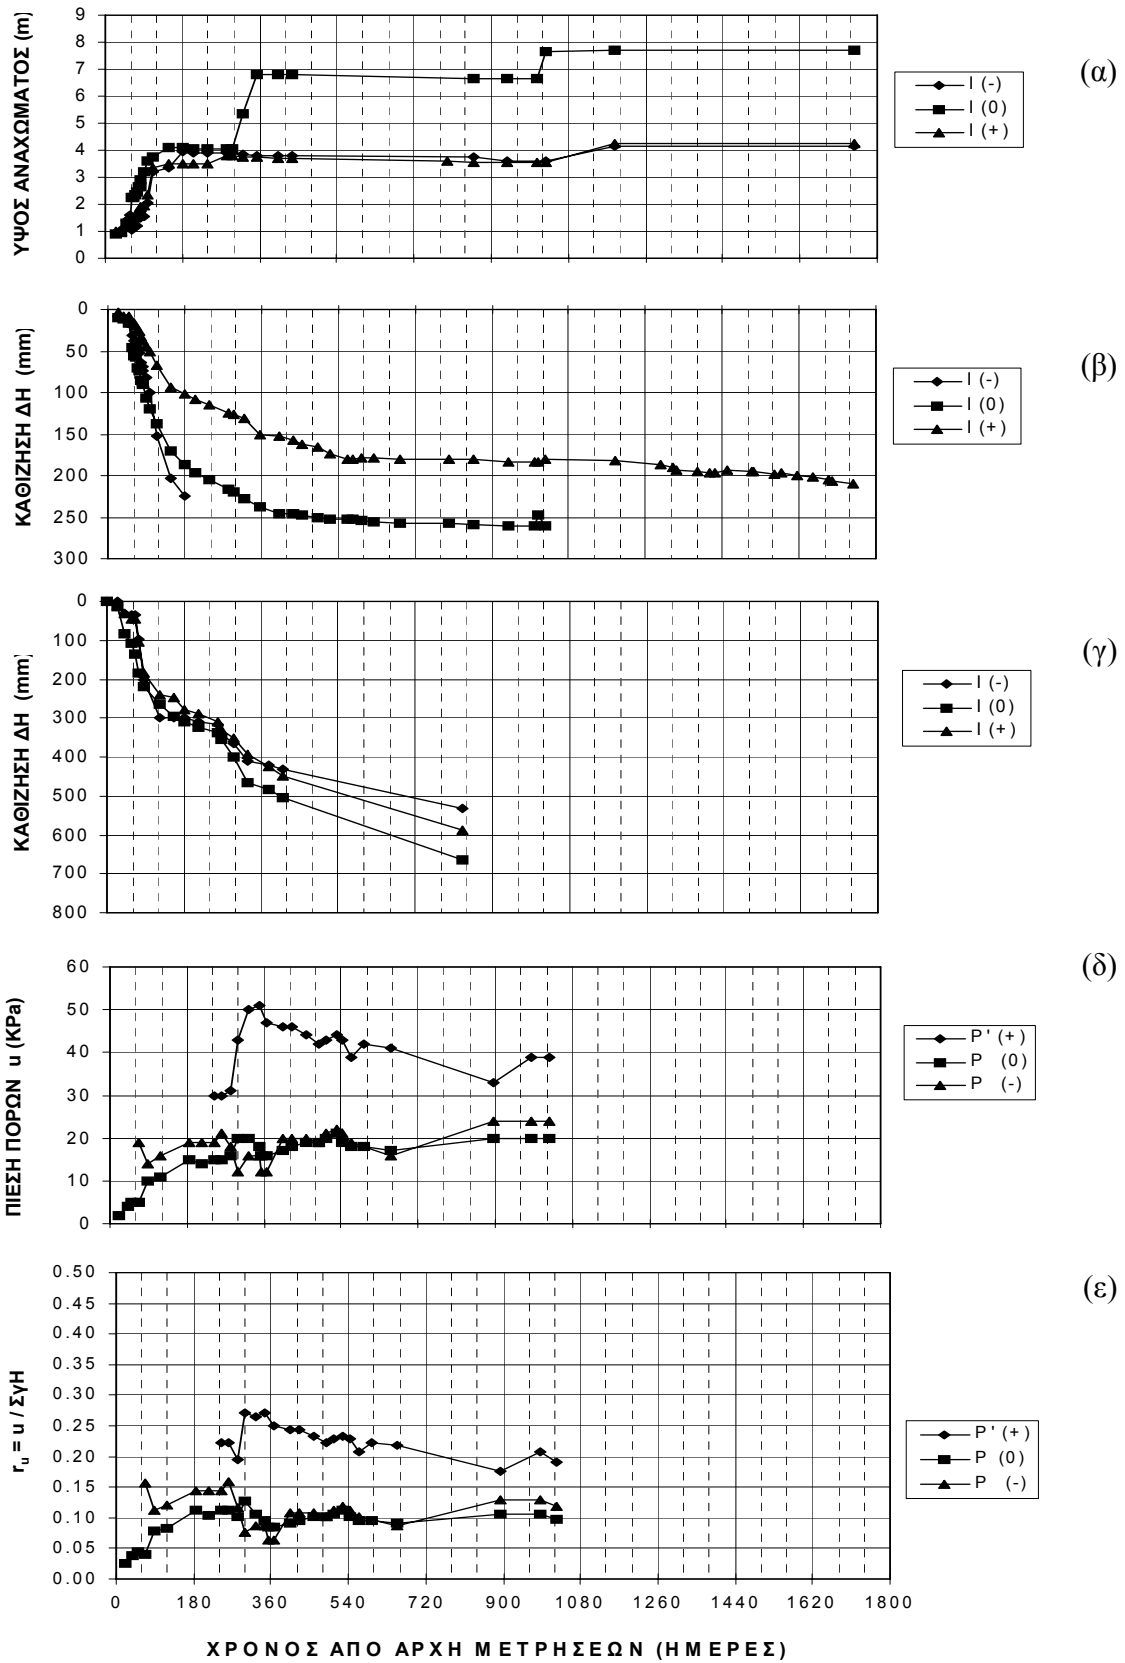 ΥΨΟΣ ΑΝΑΧΩΜΑΤΟΣ (m)
9
8
7
6
5
4
3
2
1
0
I (-)
I (0)
I (+)
(α)
ΚΑΘΙΖΗΣΗ ΔΗ (mm)
0
50
100
150
200
250
300
I (-)
I (0)
I (+)
(β)
ΚΑΘΙΖΗΣΗ ΔΗ (mm)
0
100
200
300
400
500
600
700
800
I (-)
I (0)
I (+)
(γ)
ΠΙΕΣΗ ΠΟΡΩΝ u (KPa)
60
50
40
30
20
10
0
P' (+)
P (0)
P (-)
(δ)
r_u = u / ΣγH
0.50
0.45
0.40
0.35
0.30
0.25
0.20
0.15
0.10
0.05
0.00
P' (+)
P (0)
P (-)
(ε)
0 180 360 540 720 900 1080 1260 1440 1620 1800
ΧΡΟΝΟΣ ΑΠΟ ΑΡΧΗ ΜΕΤΡΗΣΕΩΝ (ΗΜΕΡΕΣ)